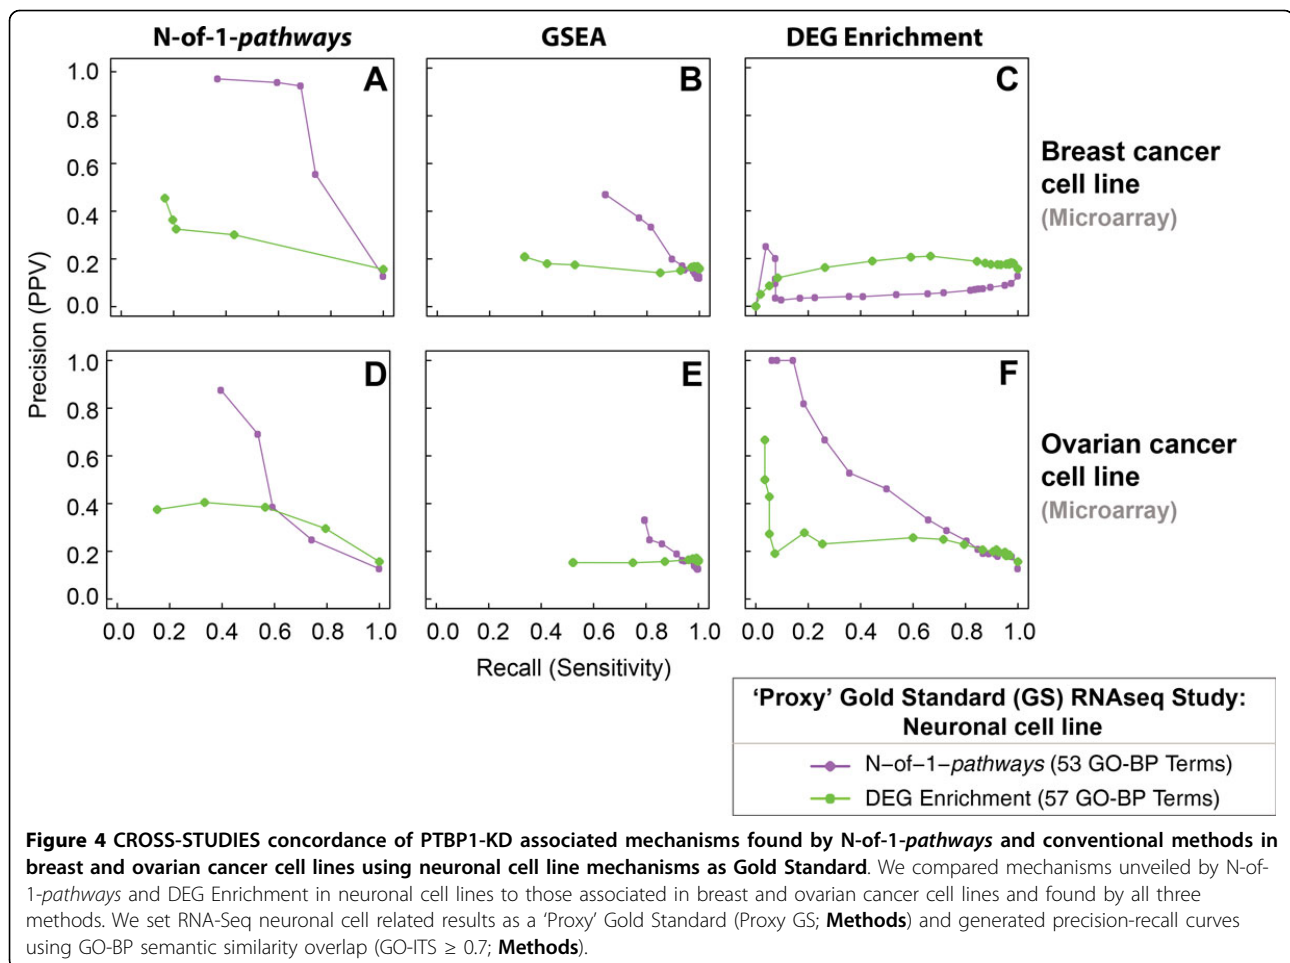 N-of-1-pathways GSEA DEG Enrichment
1.0 A B C
0.8
0.6
0.4
0.2
0.0
Breast cancer
cell line
(Microarray)
Precision (PPV)
1.0 D E F
0.8
0.6
0.4
0.2
0.0
Ovarian cancer
cell line
(Microarray)
0.0 0.2 0.4 0.6 0.8 1.0 0.0 0.2 0.4 0.6 0.8 1.0 0.0 0.2 0.4 0.6 0.8 1.0
Recall (Sensitivity)
‘Proxy’ Gold Standard (GS) RNAseq Study:
Neuronal cell line
N−of−1−pathways (53 GO-BP Terms)
DEG Enrichment (57 GO-BP Terms)
Figure 4 CROSS-STUDIES concordance of PTBP1-KD associated mechanisms found by N-of-1-pathways and conventional methods in
breast and ovarian cancer cell lines using neuronal cell line mechanisms as Gold Standard. We compared mechanisms unveiled by N-of-
1-pathways and DEG Enrichment in neuronal cell lines to those associated in breast and ovarian cancer cell lines and found by all three
methods. We set RNA-Seq neuronal cell related results as a ‘Proxy’ Gold Standard (Proxy GS; Methods) and generated precision-recall curves
using GO-BP semantic similarity overlap (GO-ITS ≥ 0.7; Methods).